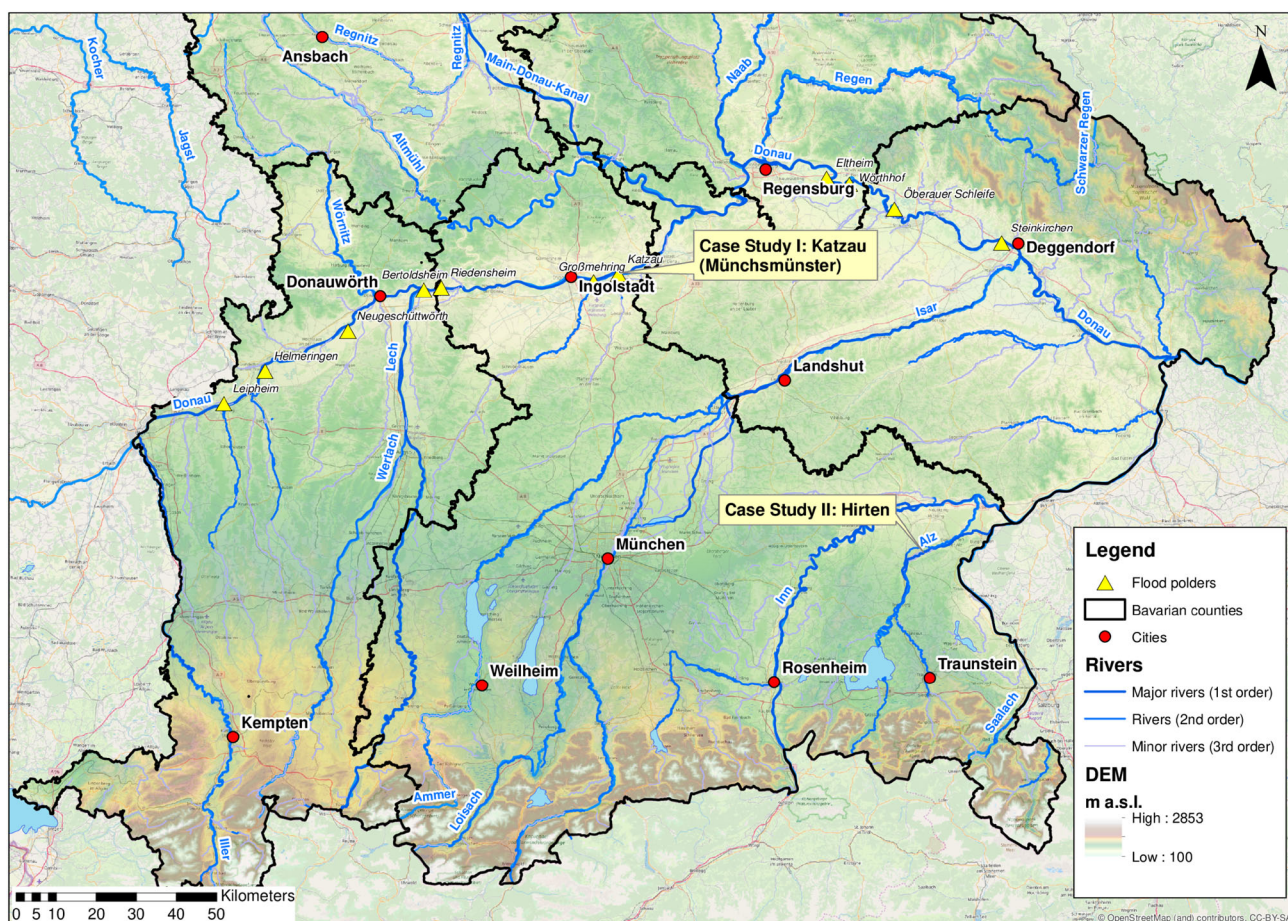 Kocher
Jagst
Ansbach
Regnitz
Regnitz
Main-Donau-Kanal
Altmühl
Naab
Regen
Schwarzer Regen
N
Donau
Regensburg
Eltheim
Wörthhof
Öberauer Schleife
Steinkirchen
Deggendorf
Wörnitz
Donauwörth
Bertoldsheim
Riedensheim
Großmehring
Ingolstadt
Katzau
Case Study I: Katzau
(Münchsmünster)
Neugeschüttwörth
Helmeringen
Leipheim
Donau
Lech
Wertach
Isar
Donau
Landshut
Case Study II: Hirten
Alz
Inn
München
Weilheim
Rosenheim
Traunstein
Saalach
Kempten
Ammer
Loisach
Iller
Legend
Flood polders
Bavarian counties
Cities
Rivers
Major rivers (1st order)
Rivers (2nd order)
Minor rivers (3rd order)
DEM
m a.s.l.
High : 2853
Low : 100
Kilometers
0 5 10 20 30 40 50
© OpenStreetMap (and) contributors, CC-BY-S